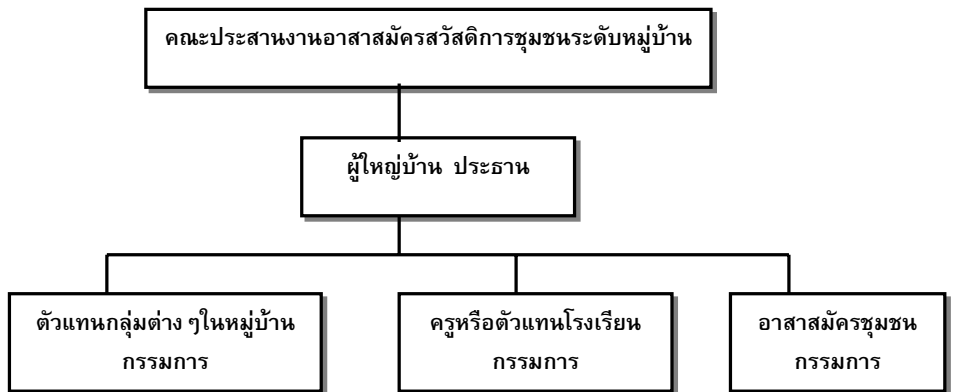 คณะประสานงานอาสาสมัครสวัสดิการชุมชนระดับหมู่บ้าน
ผู้ใหญ่บ้าน ประธาน
ตัวแทนกลุ่มต่าง ๆในหมู่บ้าน
กรรมการ
ครูหรือตัวแทนโรงเรียน
กรรมการ
อาสาสมัครชุมชน
กรรมการ